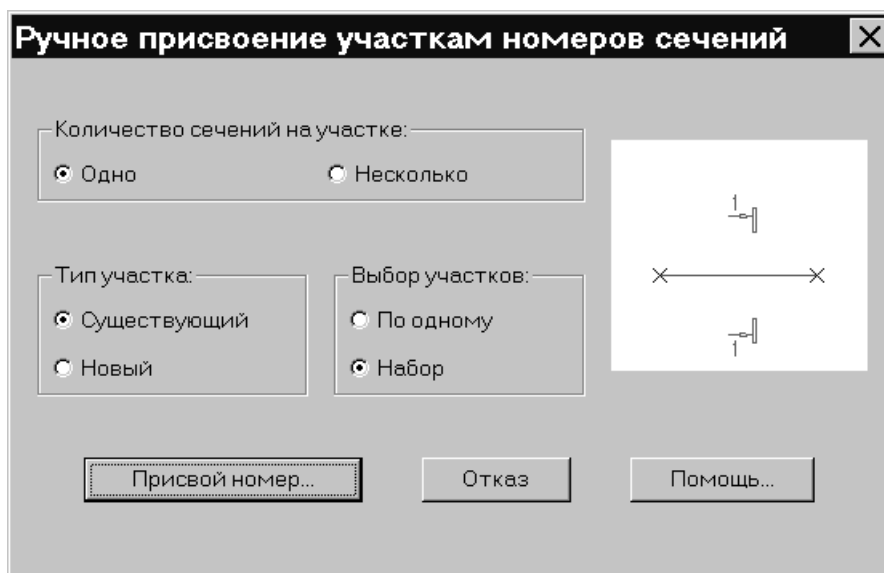 Ручное присвоение участкам номеров сечений
Количество сечений на участке:
Одно Несколько
1
Тип участка: Выбор участков:
Существующий По одному
1
Новый Набор
Присвой номер... Отказ Помощь...